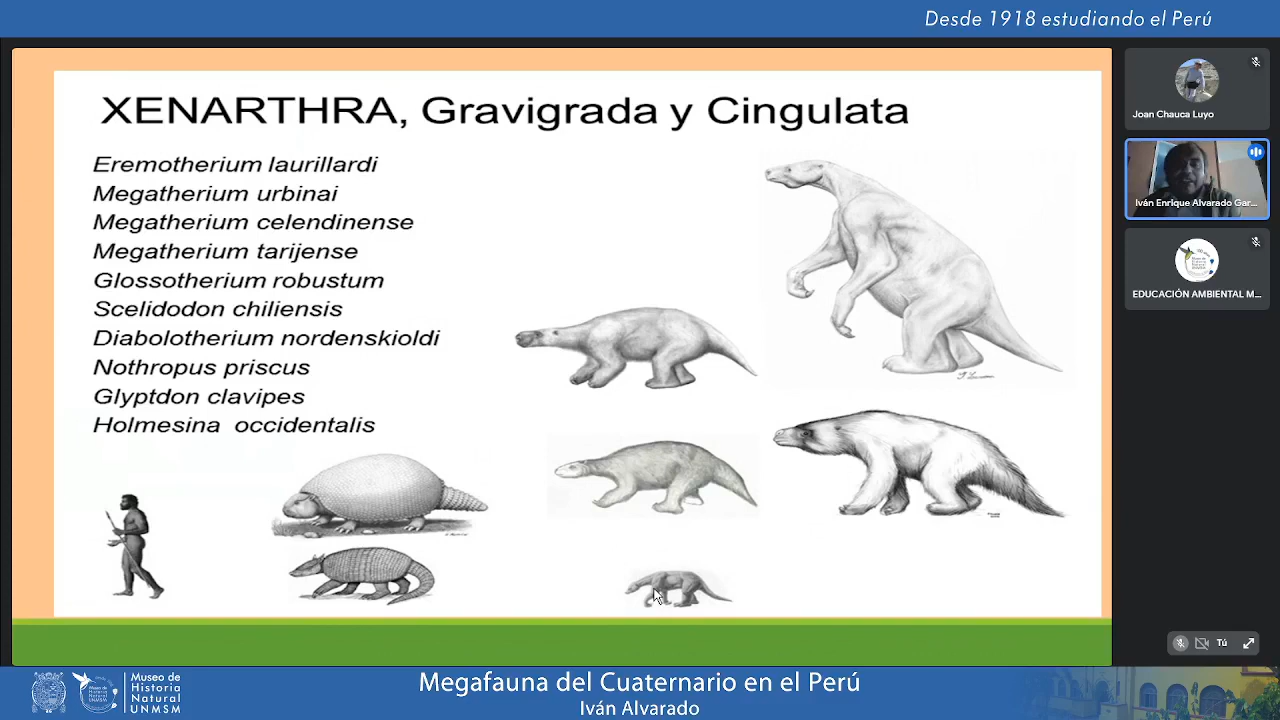 Desde 1918 estudiando el Perú
XENARTHRA, Gravigrada y Cingulata
Eremotherium laurillardi
Megatherium urbinai
Megatherium celendinense
Megatherium tarijense
Glossotherium robustum
Scelidodon chiliensis
Diabolotherium nordenskioldi
Nothropus priscus
Glyptdon clavipes
Holmesina occidentalis
Joan Chauca Luyo
Iván Enrique Alvarado Gar...
EDUCACIÓN AMBIENTAL M...
Tú
Museo de
Historia
Natural
UNMSM
Megafauna del Cuaternario en el Perú
Iván Alvarado